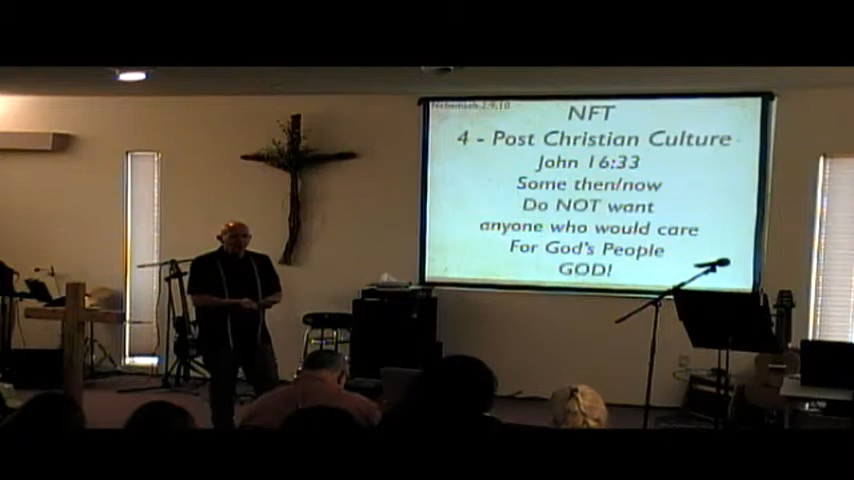 Nehemiah 2:9,10
NFT
4 - Post Christian Culture
John 16:33
Some then/now
Do NOT want
anyone who would care
For God's People
GOD!